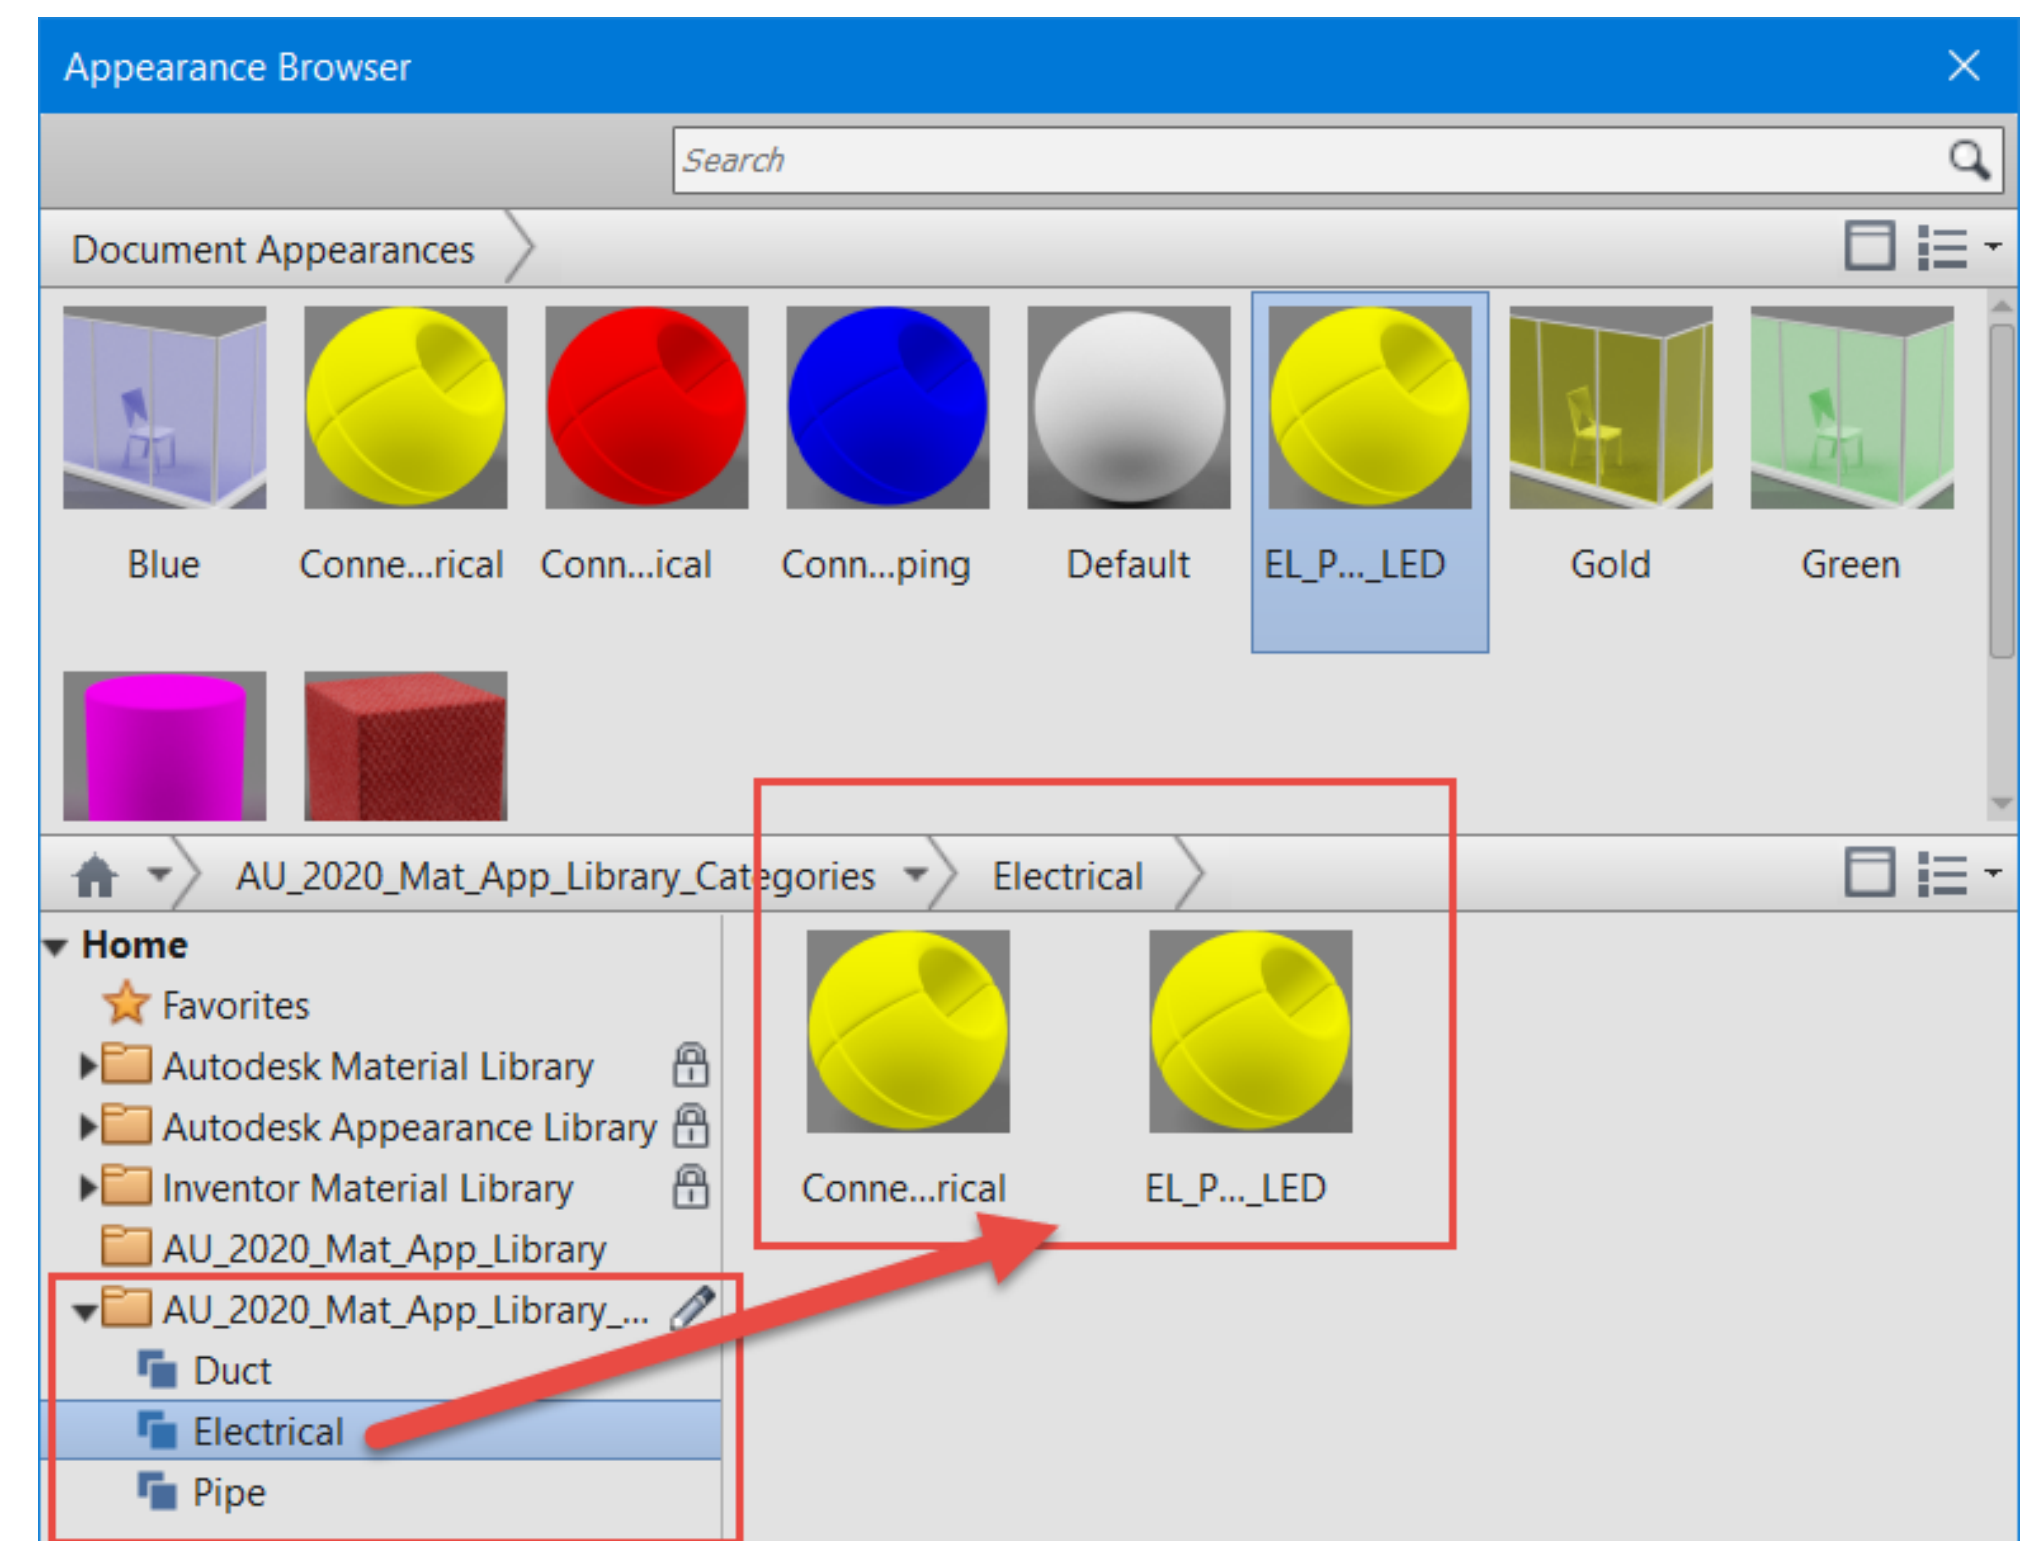 Appearance Browser
Search
Document Appearances
Blue
Conne...rical
Conn...ical
Conn...ping
Default
EL_P..._LED
Gold
Green
AU_2020_Mat_App_Library_Categories
Electrical
Home
Favorites
Autodesk Material Library
Autodesk Appearance Library
Inventor Material Library
AU_2020_Mat_App_Library
AU_2020_Mat_App_Library_...
Duct
Electrical
Pipe
Conne...rical
EL_P..._LED